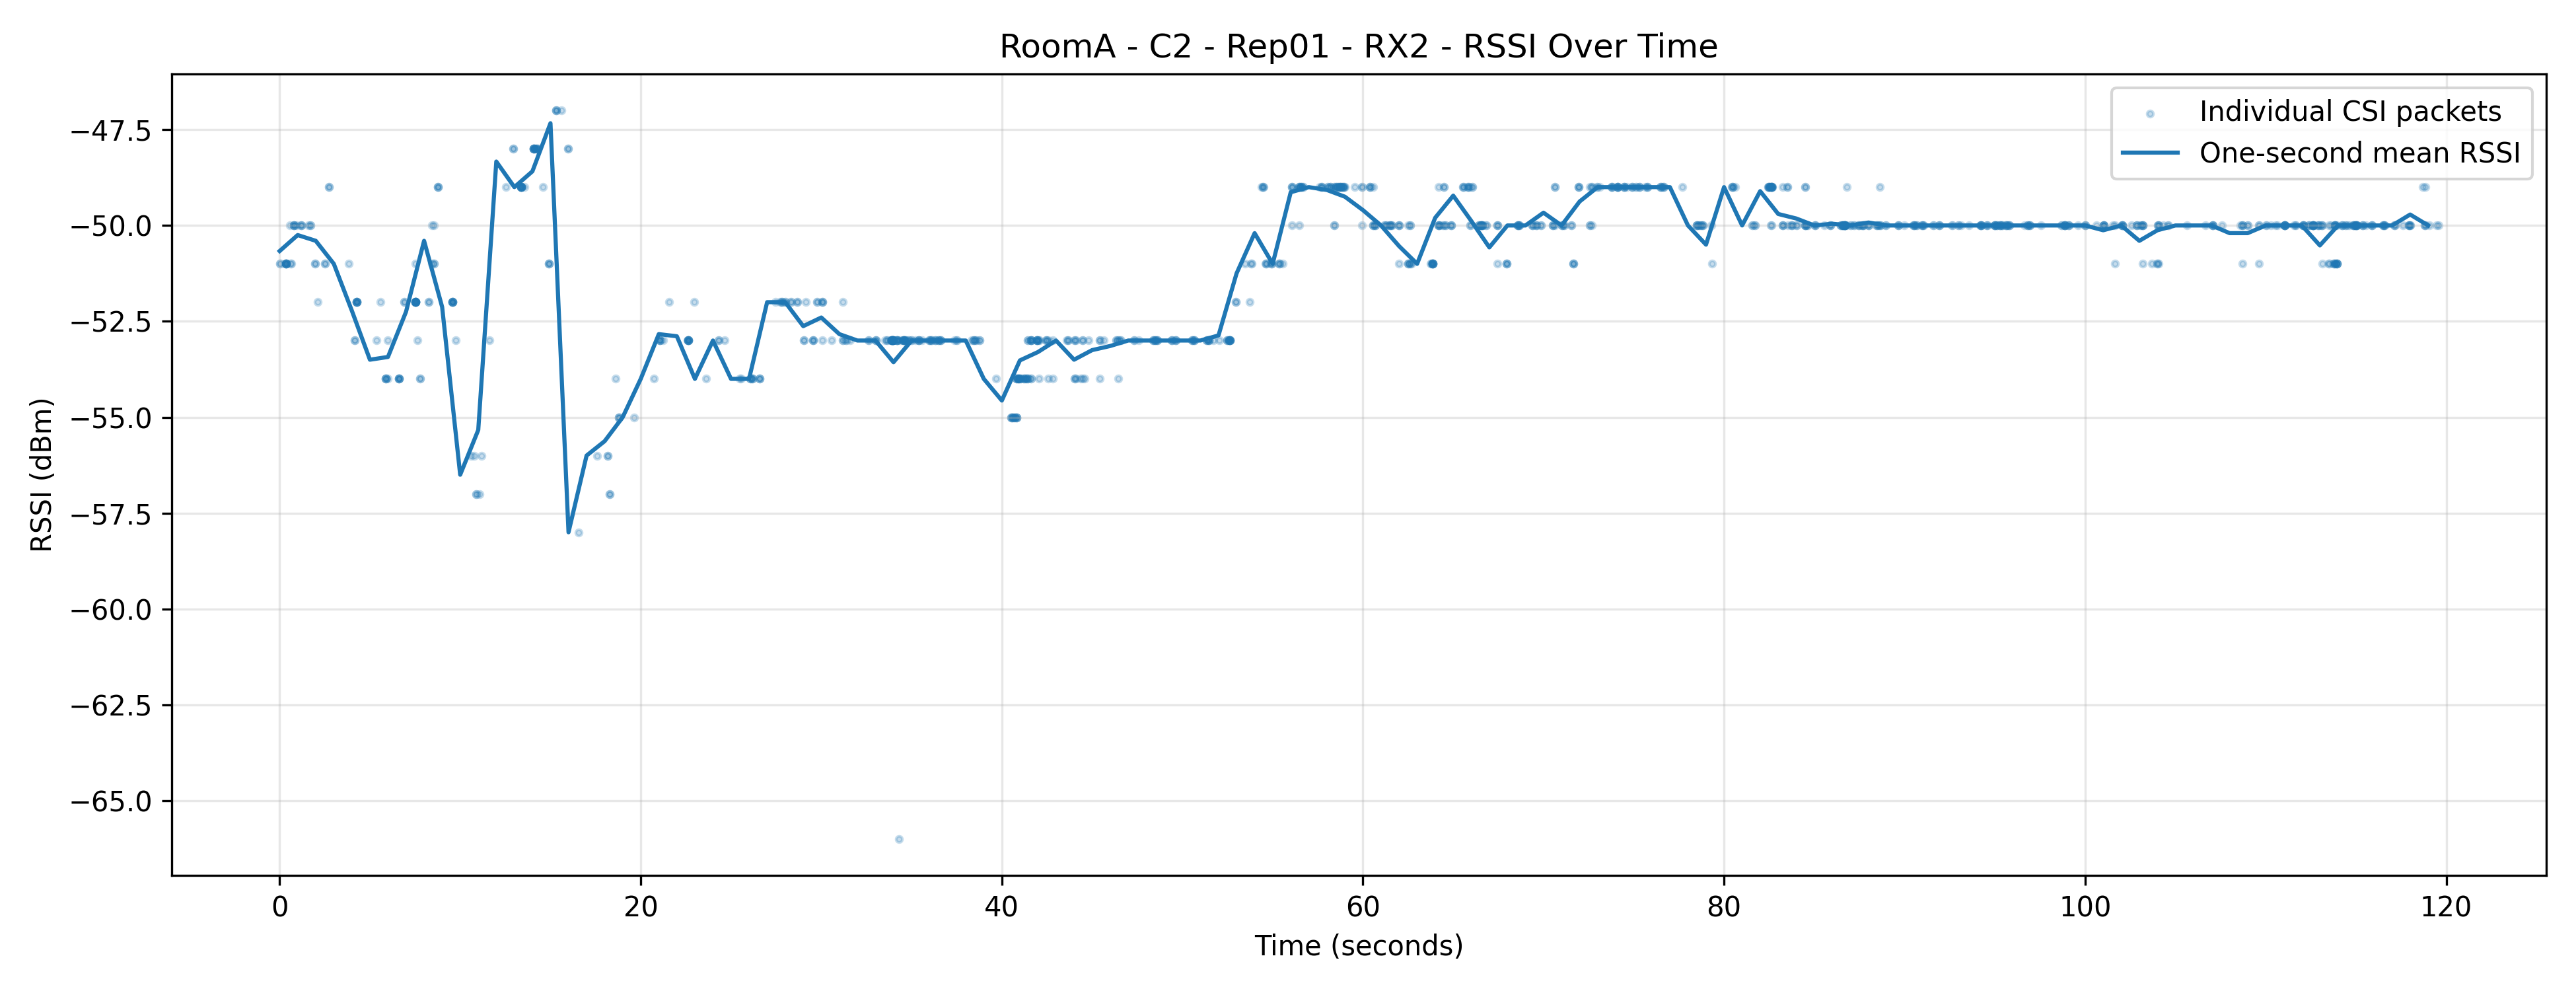 RoomA - C2 - Rep01 - RX2 - RSSI Over Time
Individual CSI packets
One-second mean RSSI
RSSI (dBm)
−47.5
−50.0
−52.5
−55.0
−57.5
−60.0
−62.5
−65.0
0 20 40 60 80 100 120
Time (seconds)